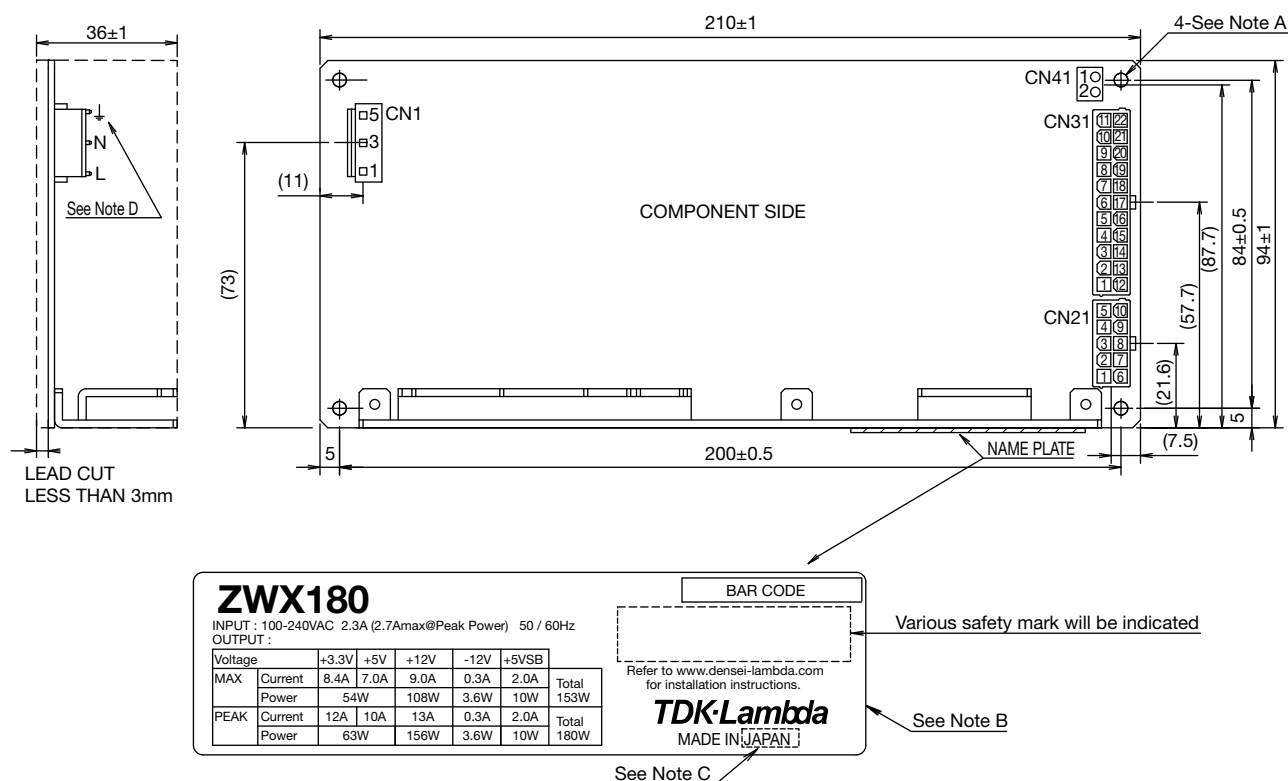 36±1
210±1
4-See Note A
CN41
1
2
CN1
5
3
1
CN31
11 22
10 21
9 20
8 19
7 18
6 17
5 16
4 15
3 14
2 13
1 12
N
L
See Note D
(11)
COMPONENT SIDE
(73)
CN21
5 10
4 9
3 8
2 7
1 6
(21.6)
(57.7)
(87.7)
84±0.5
94±1
5
(7.5)
5
200±0.5
NAME PLATE
LEAD CUT
LESS THAN 3mm
ZWX180
BAR CODE
INPUT : 100-240VAC 2.3A (2.7Amax@Peak Power) 50 / 60Hz
OUTPUT :
Voltage +3.3V +5V +12V -12V +5VSB
MAX Current 8.4A 7.0A 9.0A 0.3A 2.0A Total
Power 54W 108W 3.6W 10W 153W
PEAK Current 12A 10A 13A 0.3A 2.0A Total
Power 63W 156W 3.6W 10W 180W
Various safety mark will be indicated
Refer to www.densei-lambda.com
for installation instructions.
TDK·Lambda
MADE IN JAPAN
See Note B
See Note C